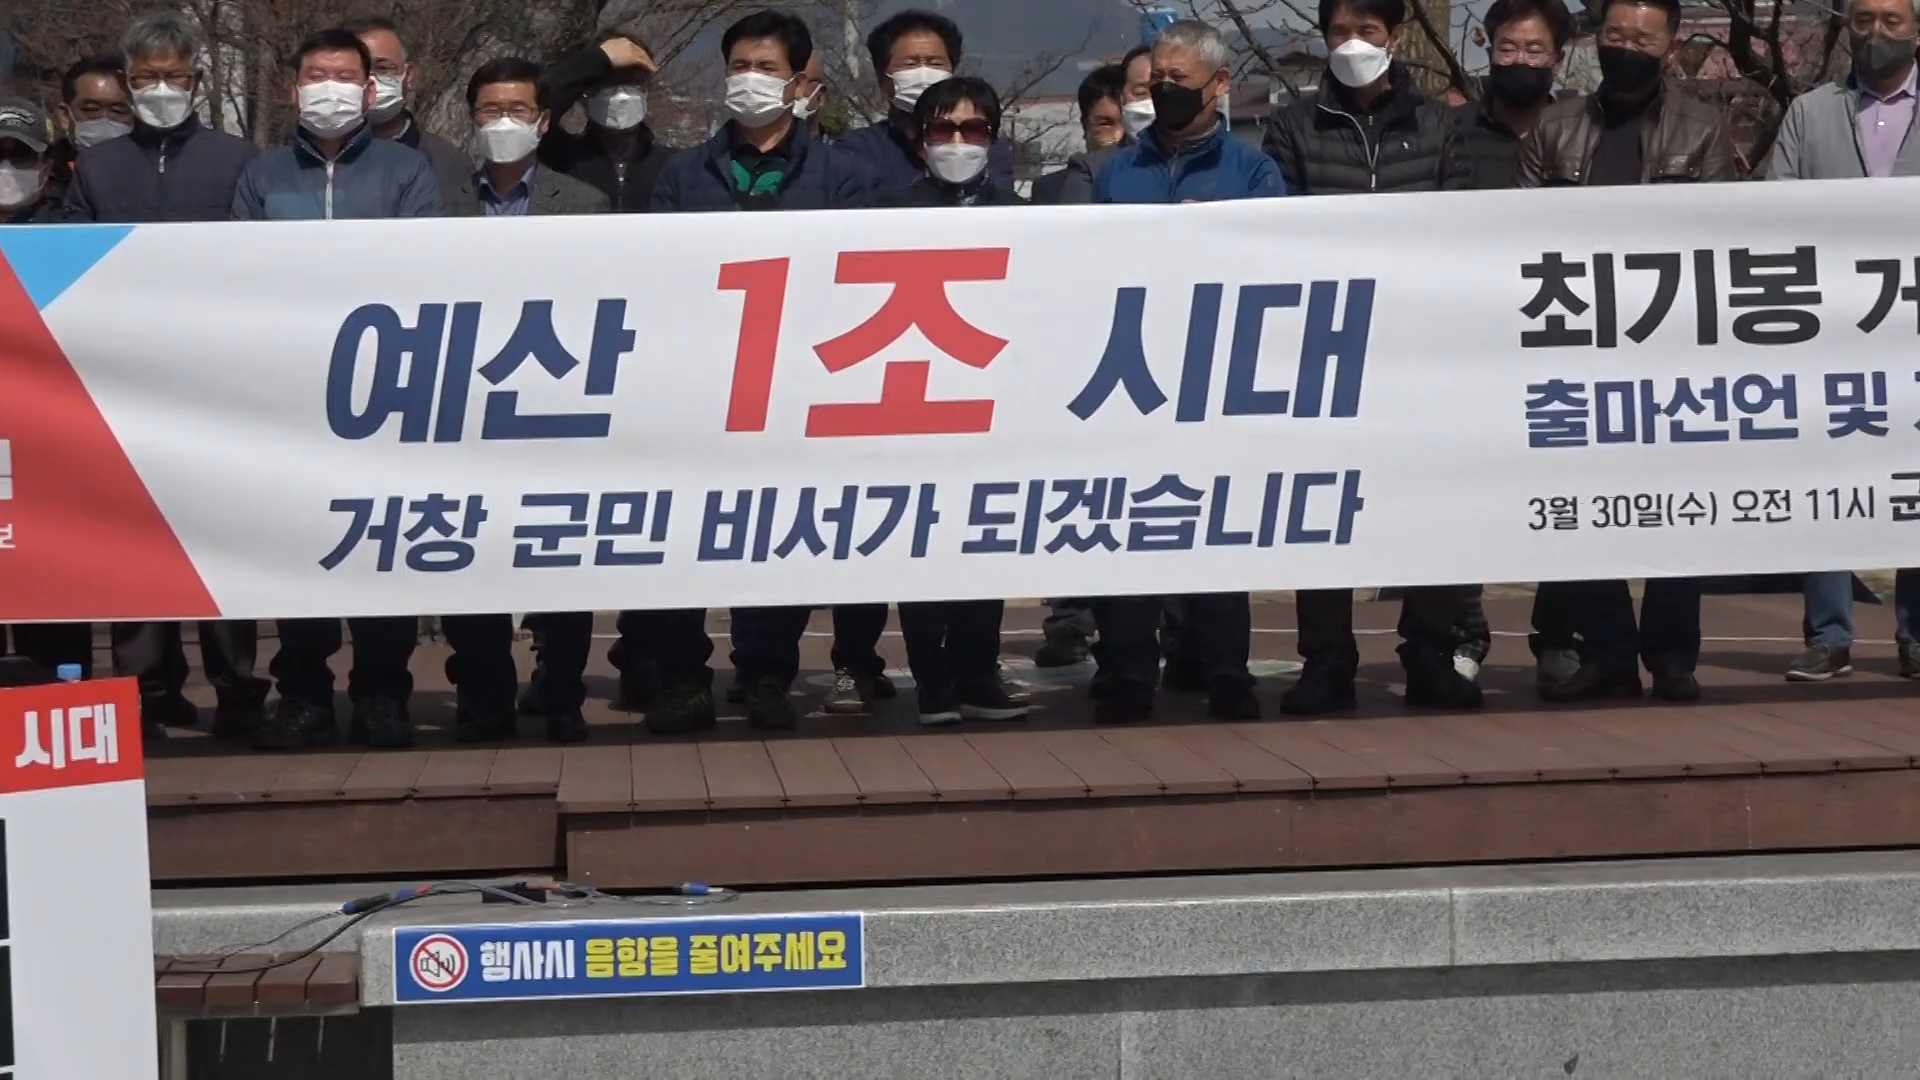 예산 1조 시대
거창 군민 비서가 되겠습니다
최기봉
출마선언 및
3월 30일(수) 오전 11시
시대
행사시 음향을 줄여주세요